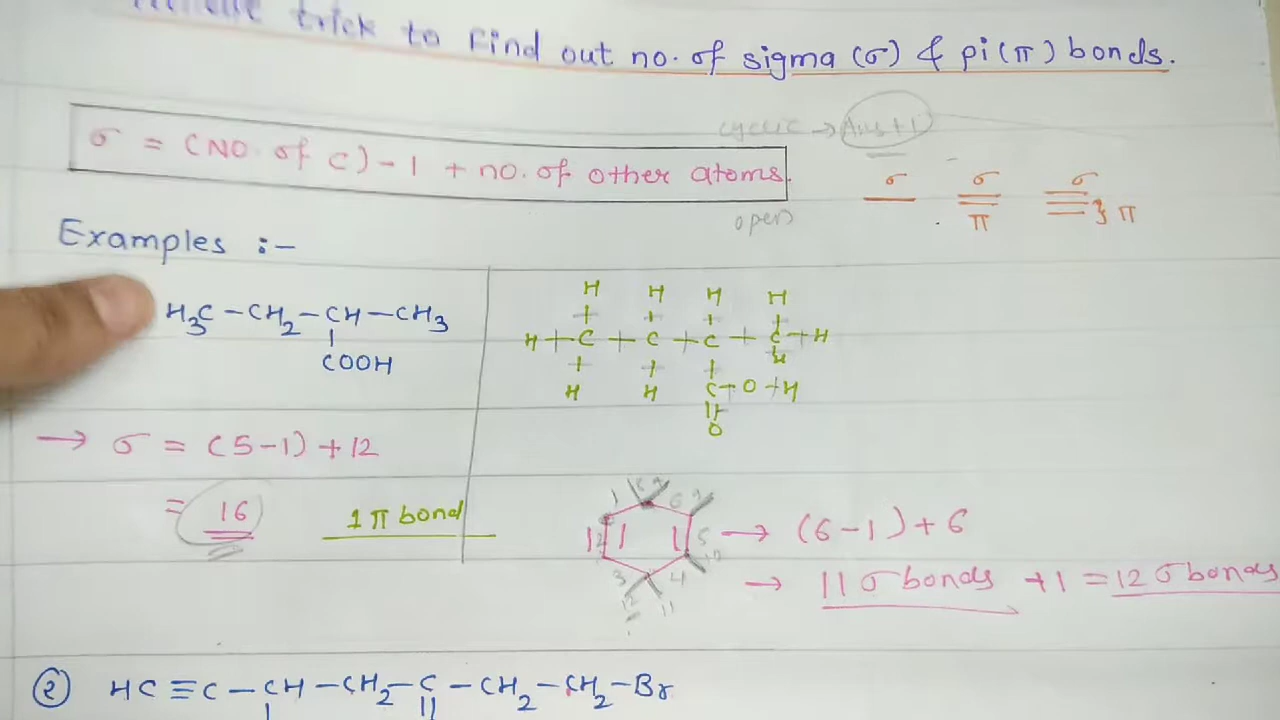 trick to Find out no. of sigma (σ) & pi (π) bonds.
cyclic → Ans+1
σ = (No. of C) - 1 + no. of other atoms.
open
σ σ σ
π } π
Examples :-
H3C - CH2 - CH - CH3
COOH
H H H H
H + C + C + C + C + H
H H C + O + H
O
→ σ = (5-1) + 12
= 16
1 π bond
→ (6-1) + 6
→ 11 σ bonds +1 = 12 σ bonds
② HC ≡ C - CH - CH2 - C - CH2 - CH2 - Br